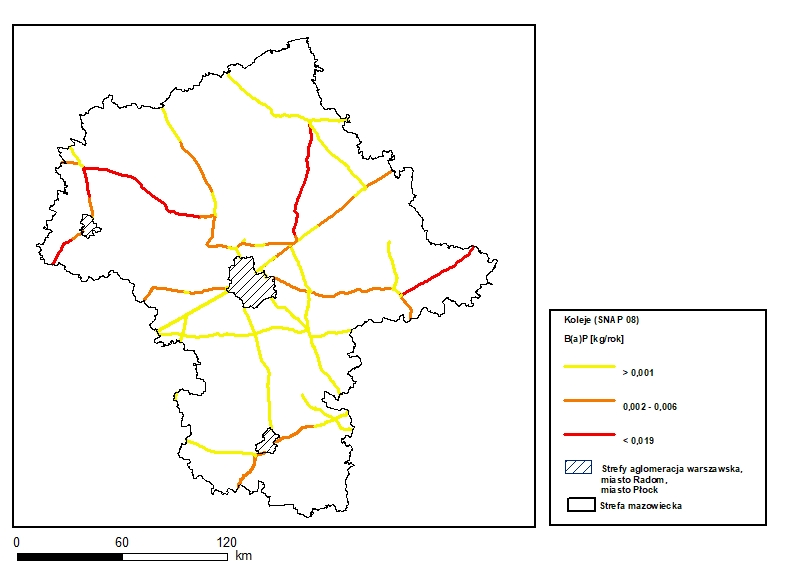 Koleje (SNAP 08)
B(a)P [kg/rok]
> 0,001
0,002 - 0,006
< 0,019
Strefy aglomeracja warszawska,
miasto Radom,
miasto Płock
Strefa mazowiecka
0 60 120
km